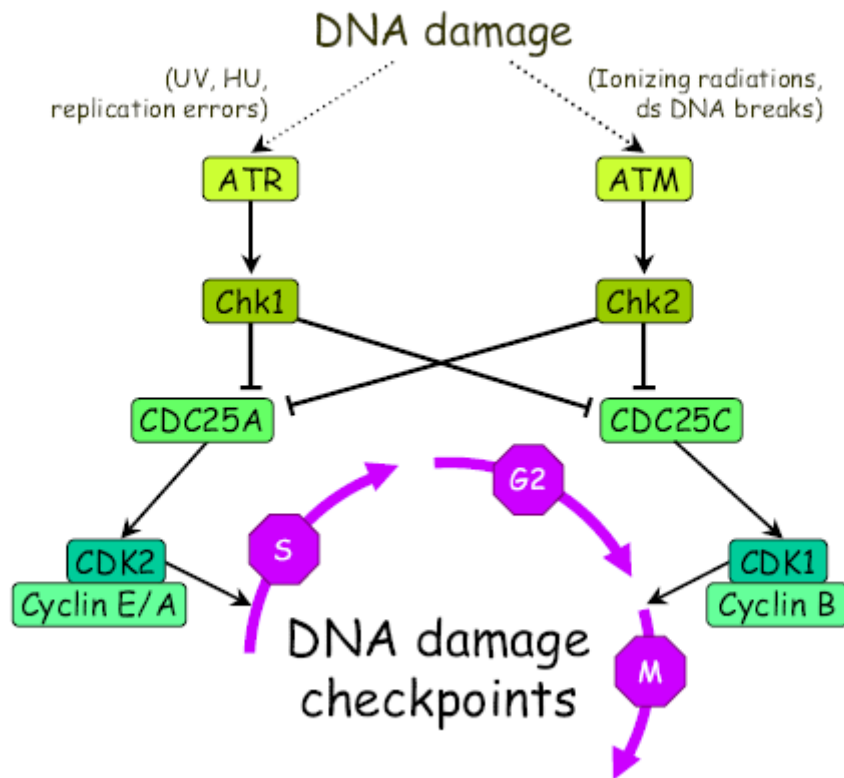 DNA damage
(UV, HU,
replication errors)
(Ionizing radiations,
ds DNA breaks)
ATR
ATM
Chk1
Chk2
CDC25A
CDC25C
G2
S
CDK2
CDK1
Cyclin E/A
Cyclin B
DNA damage
checkpoints
M